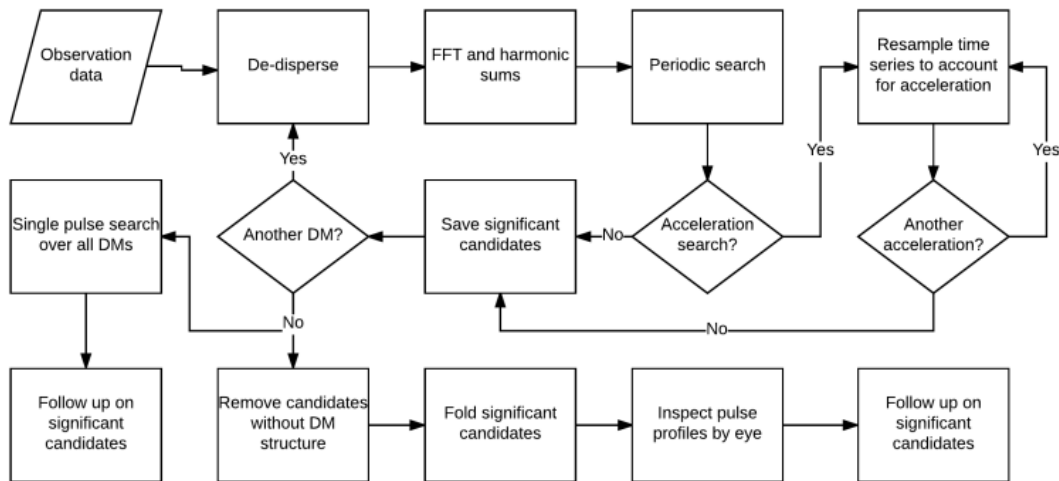 Observation
data
De-disperse
FFT and harmonic
sums
Periodic search
Resample time
series to account
for acceleration
Yes
Yes
Yes
Single pulse search
over all DMs
Another DM?
Save significant
candidates
No
Acceleration
search?
Another
acceleration?
No
No
Follow up on
significant
candidates
Remove candidates
without DM
structure
Fold significant
candidates
Inspect pulse
profiles by eye
Follow up on
significant
candidates